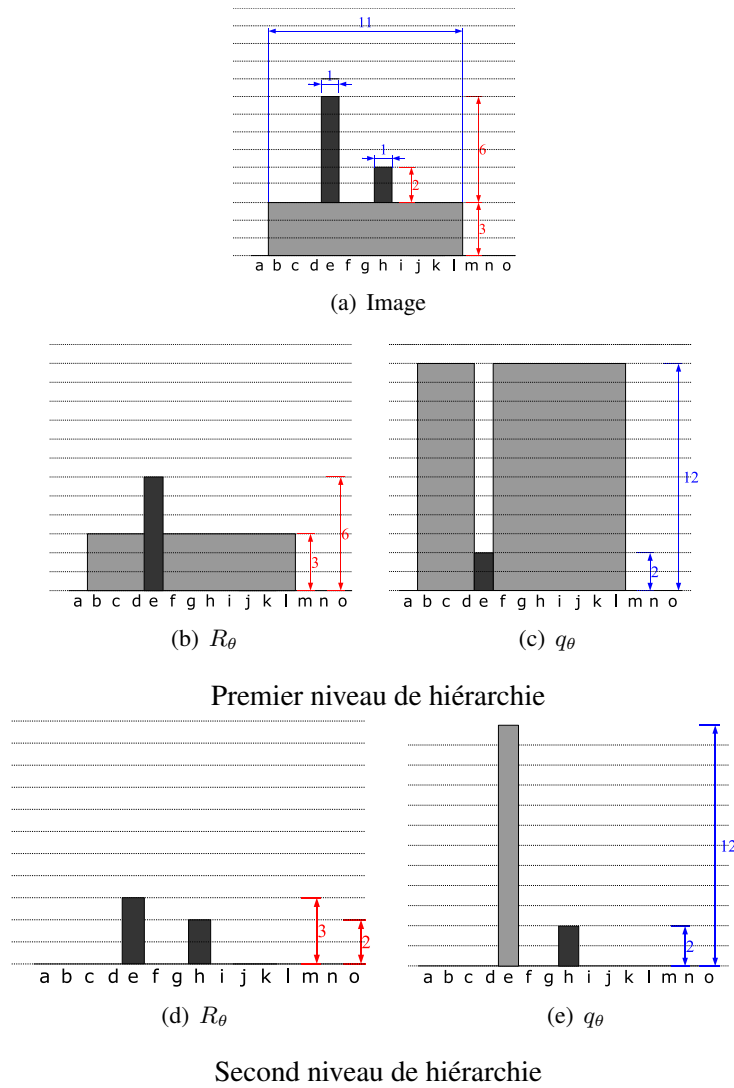 11
1
1
6
2
3
a b c d e f g h i j k l m n o
(a) Image
12
6
3
2
a b c d e f g h i j k l m n o
a b c d e f g h i j k l m n o
(b) Rθ
(c) qθ
Premier niveau de hiérarchie
12
3
2
2
a b c d e f g h i j k l m n o
a b c d e f g h i j k l m n o
(d) Rθ
(e) qθ
Second niveau de hiérarchie